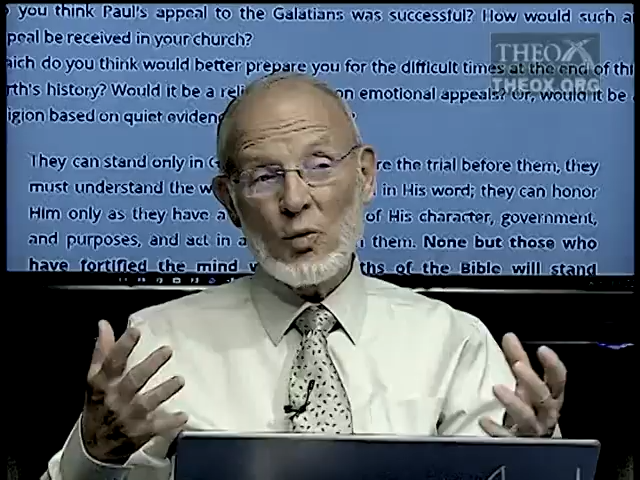 you think Paul's appeal to the Galatians was successful? How would such a
peal be received in your church?
hich do you think would better prepare you for the difficult times at the end of thi
rth's history? Would it be a reli on emotional appeals? Or, would it be a
igion based on quiet eviden
They can stand only in G re the trial before them, they
must understand the w in His word; they can honor
Him only as they have a of His character, government,
and purposes, and act in a them. None but those who
have fortified the mind w ths of the Bible will stand
THEOX
THEOX.ORG